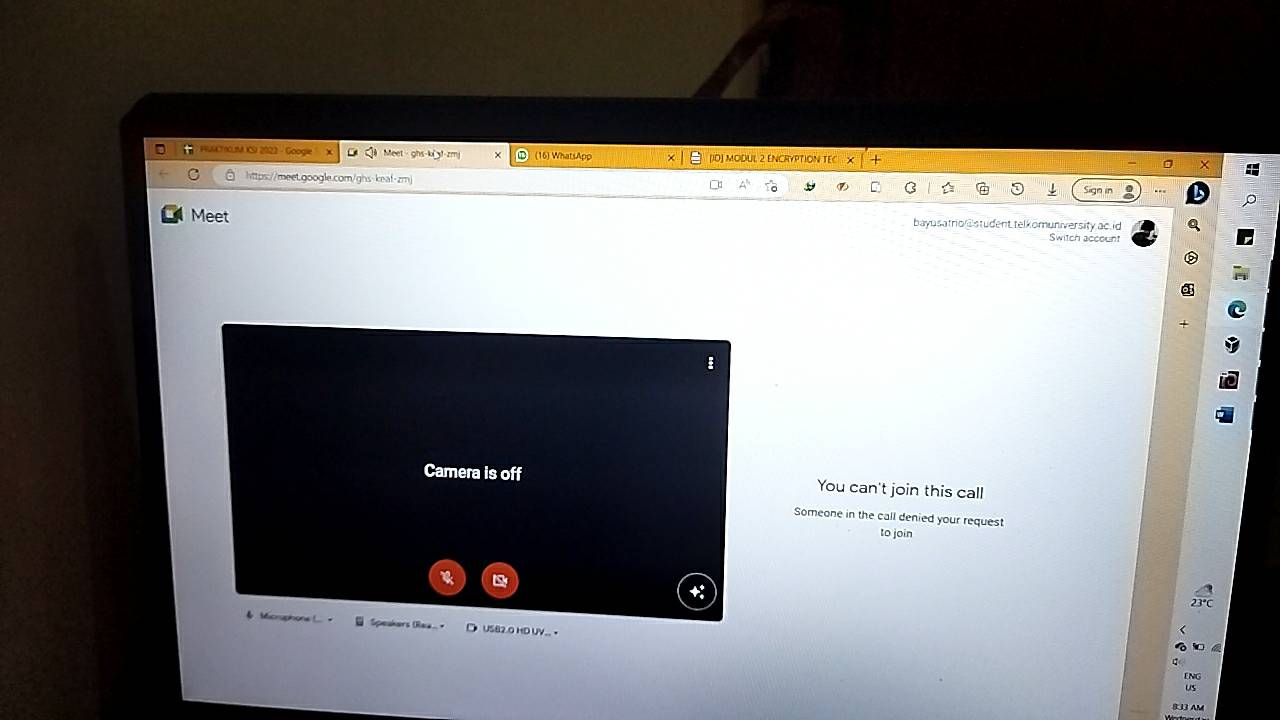 PRAKTIKUM KSI 2023 - Google
Meet - ghs-keaf-zmj
(16) WhatsApp
[ID] MODUL 2 ENCRYPTION TEC
https://meet.google.com/ghs-keaf-zmj
Sign in
Meet
bayusatrio@student.telkomuniversity.ac.id
Switch account
Camera is off
You can't join this call
Someone in the call denied your request
to join
Microphone (...
Speakers (Rea...
USB2.0 HD UV...
23°C
ENG
US
8:33 AM